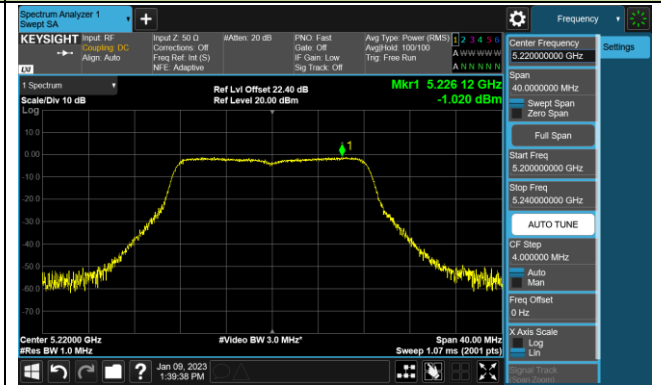 Spectrum Analyzer 1
Swept SA
Frequency
KEYSIGHT
Input: RF
Coupling: DC
Align: Auto
Input Z: 50 Ω
Corrections: Off
Freq Ref: Int (S)
NFE: Adaptive
#Atten: 20 dB
PNO: Fast
Gate: Off
IF Gain: Low
Sig Track: Off
Avg Type: Power (RMS)
Avg|Hold: 100/100
Trig: Free Run
1 2 3 4 5 6
A W W W W W
A N N N N N
LXI
1 Spectrum
Scale/Div 10 dB
Log
Ref Lvl Offset 22.40 dB
Ref Level 20.00 dBm
Mkr1 5.226 12 GHz
-1.020 dBm
1
10.0
0.00
-10.0
-20.0
-30.0
-40.0
-50.0
-60.0
-70.0
Center 5.22000 GHz
#Res BW 1.0 MHz
#Video BW 3.0 MHz*
Span 40.00 MHz
Sweep 1.07 ms (2001 pts)
Jan 09, 2023
1:39:38 PM
?
Center Frequency
5.220000000 GHz
Settings
Span
40.0000000 MHz
Swept Span
Zero Span
Full Span
Start Freq
5.200000000 GHz
Stop Freq
5.240000000 GHz
AUTO TUNE
CF Step
4.000000 MHz
Auto
Man
Freq Offset
0 Hz
X Axis Scale
Log
Lin
Signal Track
(Span Zoom)